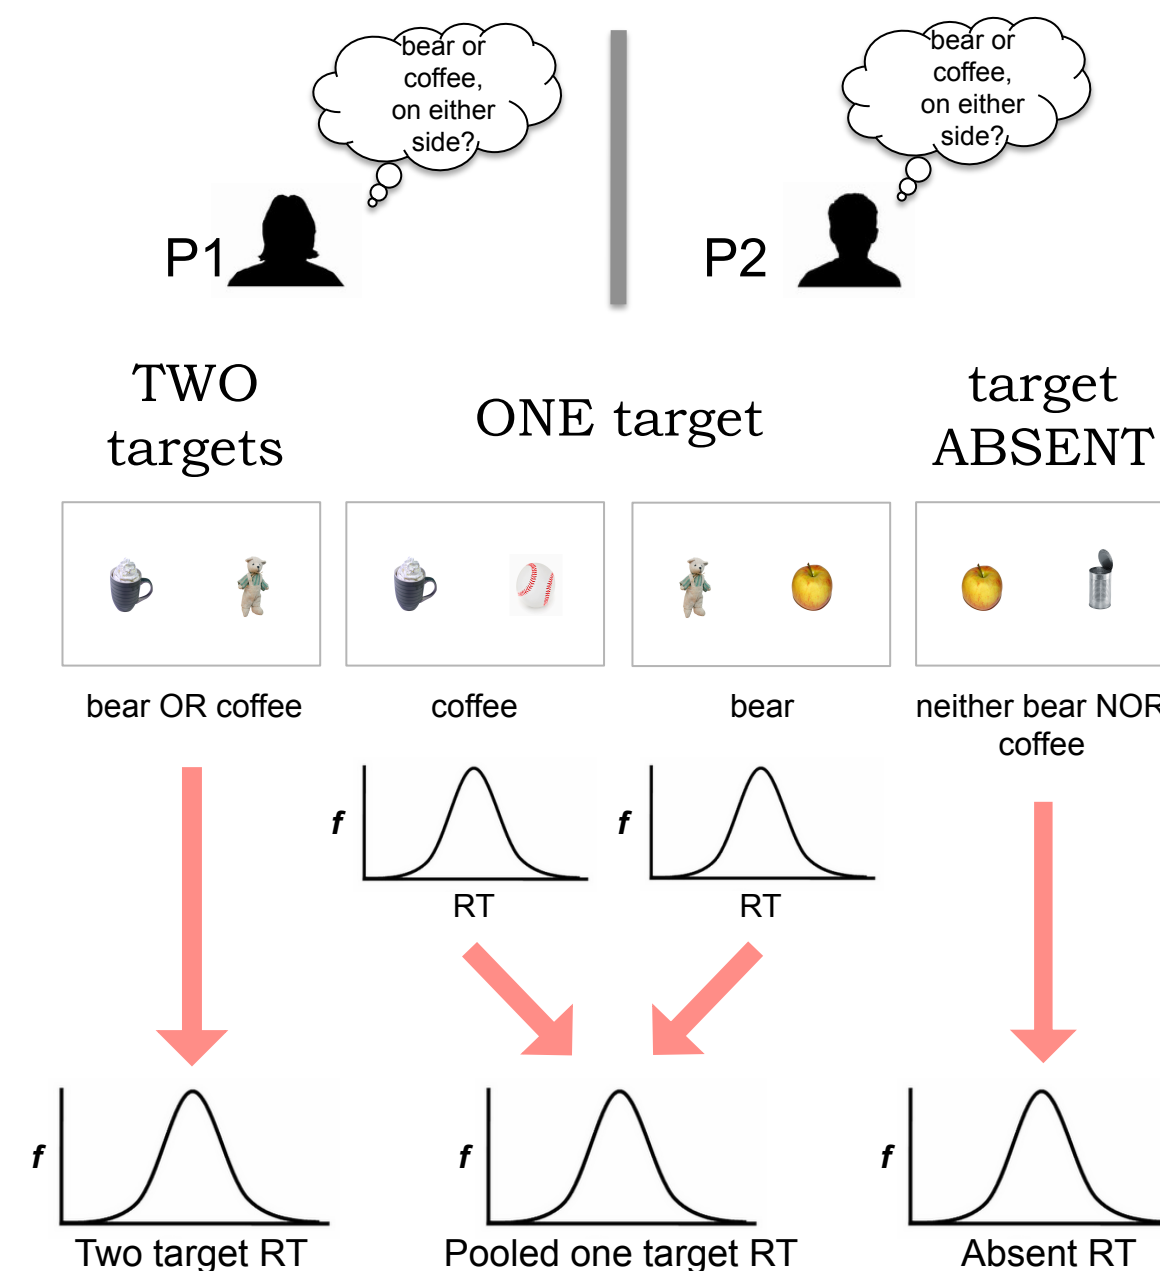 bear or
coffee,
on either
side?
bear or
coffee,
on either
side?
P1
P2
TWO
targets
ONE target
target
ABSENT
bear OR coffee
coffee
bear
neither bear NOR
coffee
f
RT
f
RT
f
Two target RT
f
Pooled one target RT
f
Absent RT